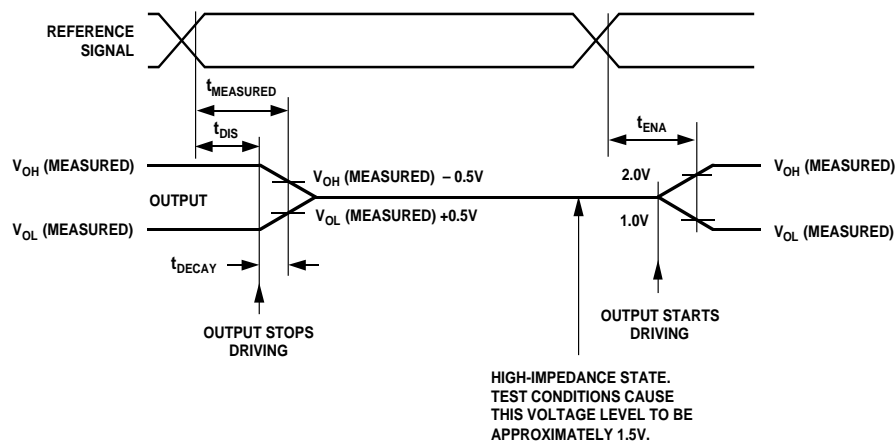 REFERENCE
SIGNAL
tMEASURED
tDIS
tENA
VOH (MEASURED)
VOH (MEASURED) – 0.5V
2.0V
VOH (MEASURED)
OUTPUT
VOL (MEASURED) +0.5V
1.0V
VOL (MEASURED)
VOL (MEASURED)
tDECAY
OUTPUT STOPS
DRIVING
OUTPUT STARTS
DRIVING
HIGH-IMPEDANCE STATE.
TEST CONDITIONS CAUSE
THIS VOLTAGE LEVEL TO BE
APPROXIMATELY 1.5V.